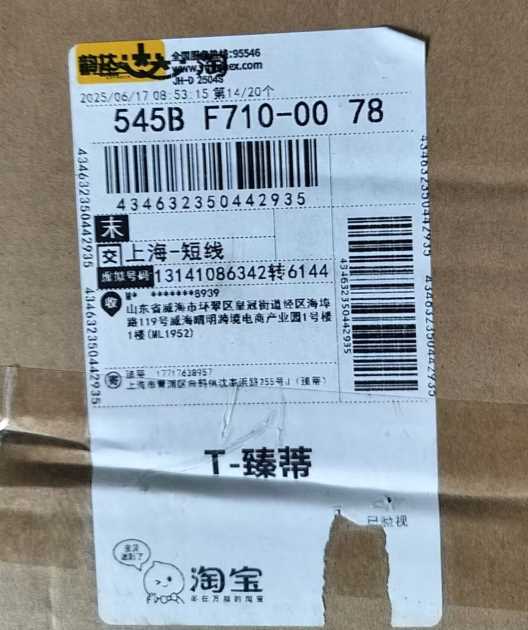 韵达
全国服务热线:95546
JH-D 2504S
2025/06/17 08:53:15 第14/20个
545B F710-00 78
434632350442935
末
交 上海-短线
虚拟号码 13141086342转6144
收
*******8939
山东省威海市环翠区皇冠街道经区海埠
路119号威海晴明跨境电商产业园1号楼
1楼(ML1952)
寄
17717638957
T-臻蒂
已验视
淘宝
434632350442935
434632350442935
434632350442935
434632350442935